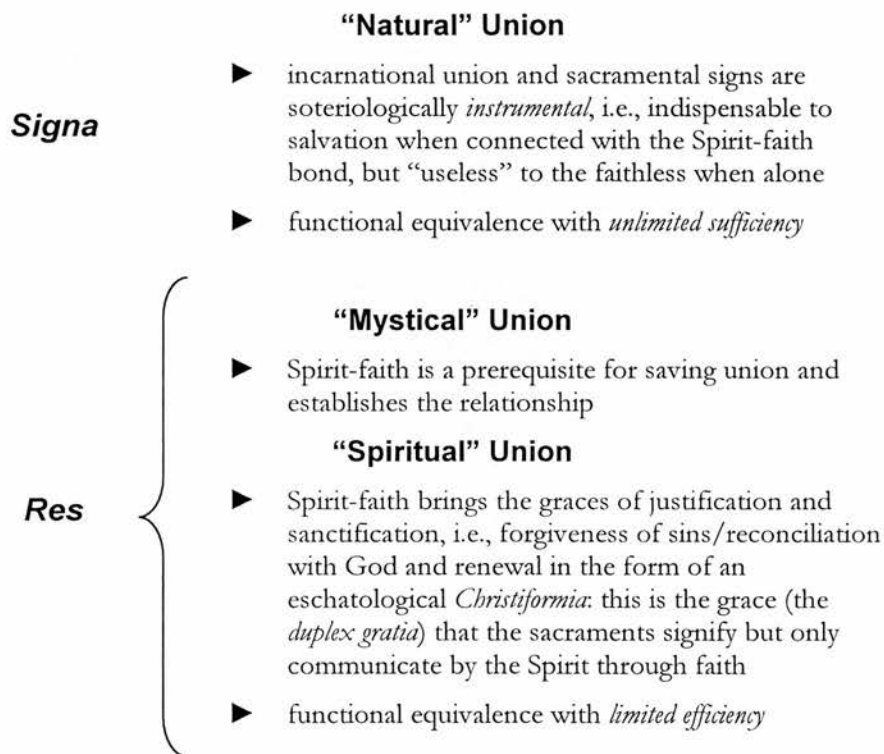 “Natural” Union
► incarnational union and sacramental signs are
soteriologically instrumental, i.e., indispensable to
salvation when connected with the Spirit-faith
bond, but “useless” to the faithless when alone
► functional equivalence with unlimited sufficiency
Signa
“Mystical” Union
► Spirit-faith is a prerequisite for saving union and
establishes the relationship
“Spiritual” Union
► Spirit-faith brings the graces of justification and
sanctification, i.e., forgiveness of sins/reconciliation
with God and renewal in the form of an
eschatological Christiformia: this is the grace (the
duplex gratia) that the sacraments signify but only
communicate by the Spirit through faith
► functional equivalence with limited efficiency
Res